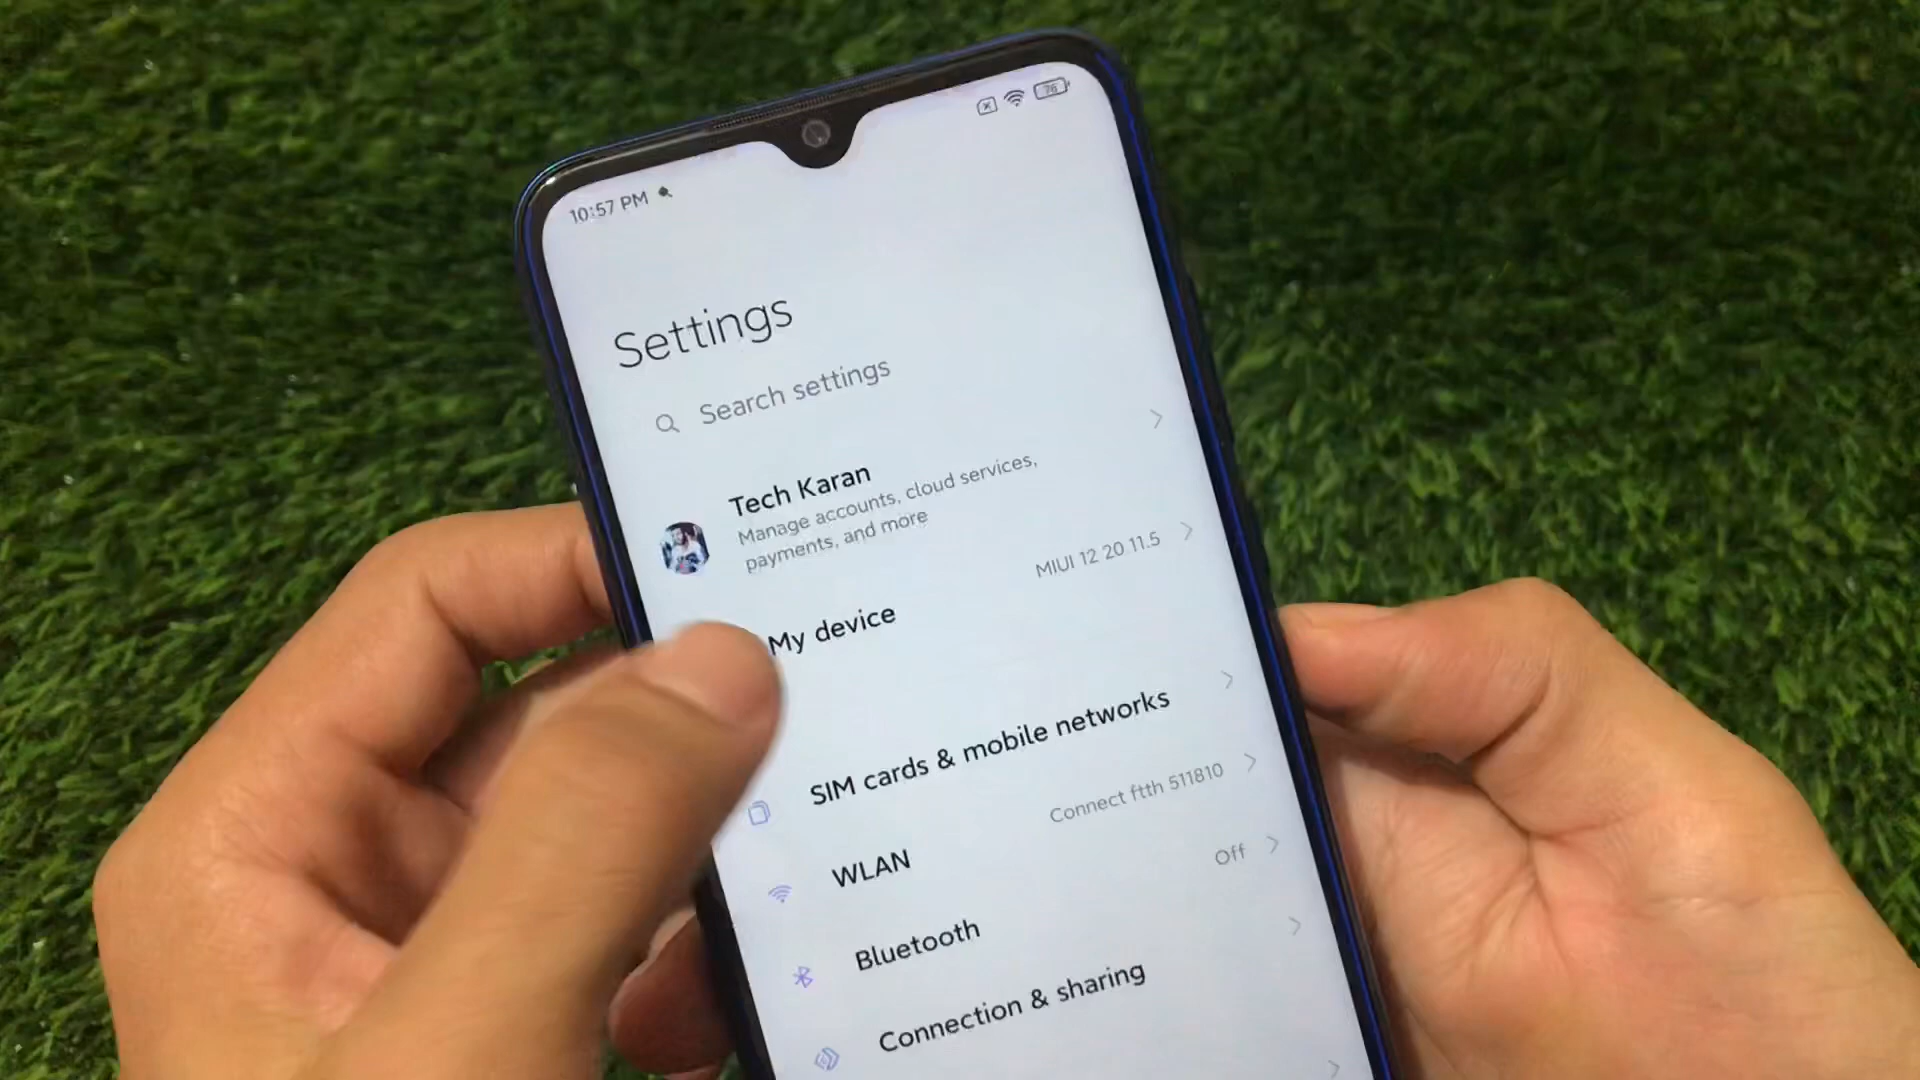 10:57 PM
76
Settings
Search settings
Tech Karan
Manage accounts, cloud services,
payments, and more
My device
MIUI 12 20.11.5
SIM cards & mobile networks
WLAN
Connect ftth 511810
Bluetooth
Off
Connection & sharing